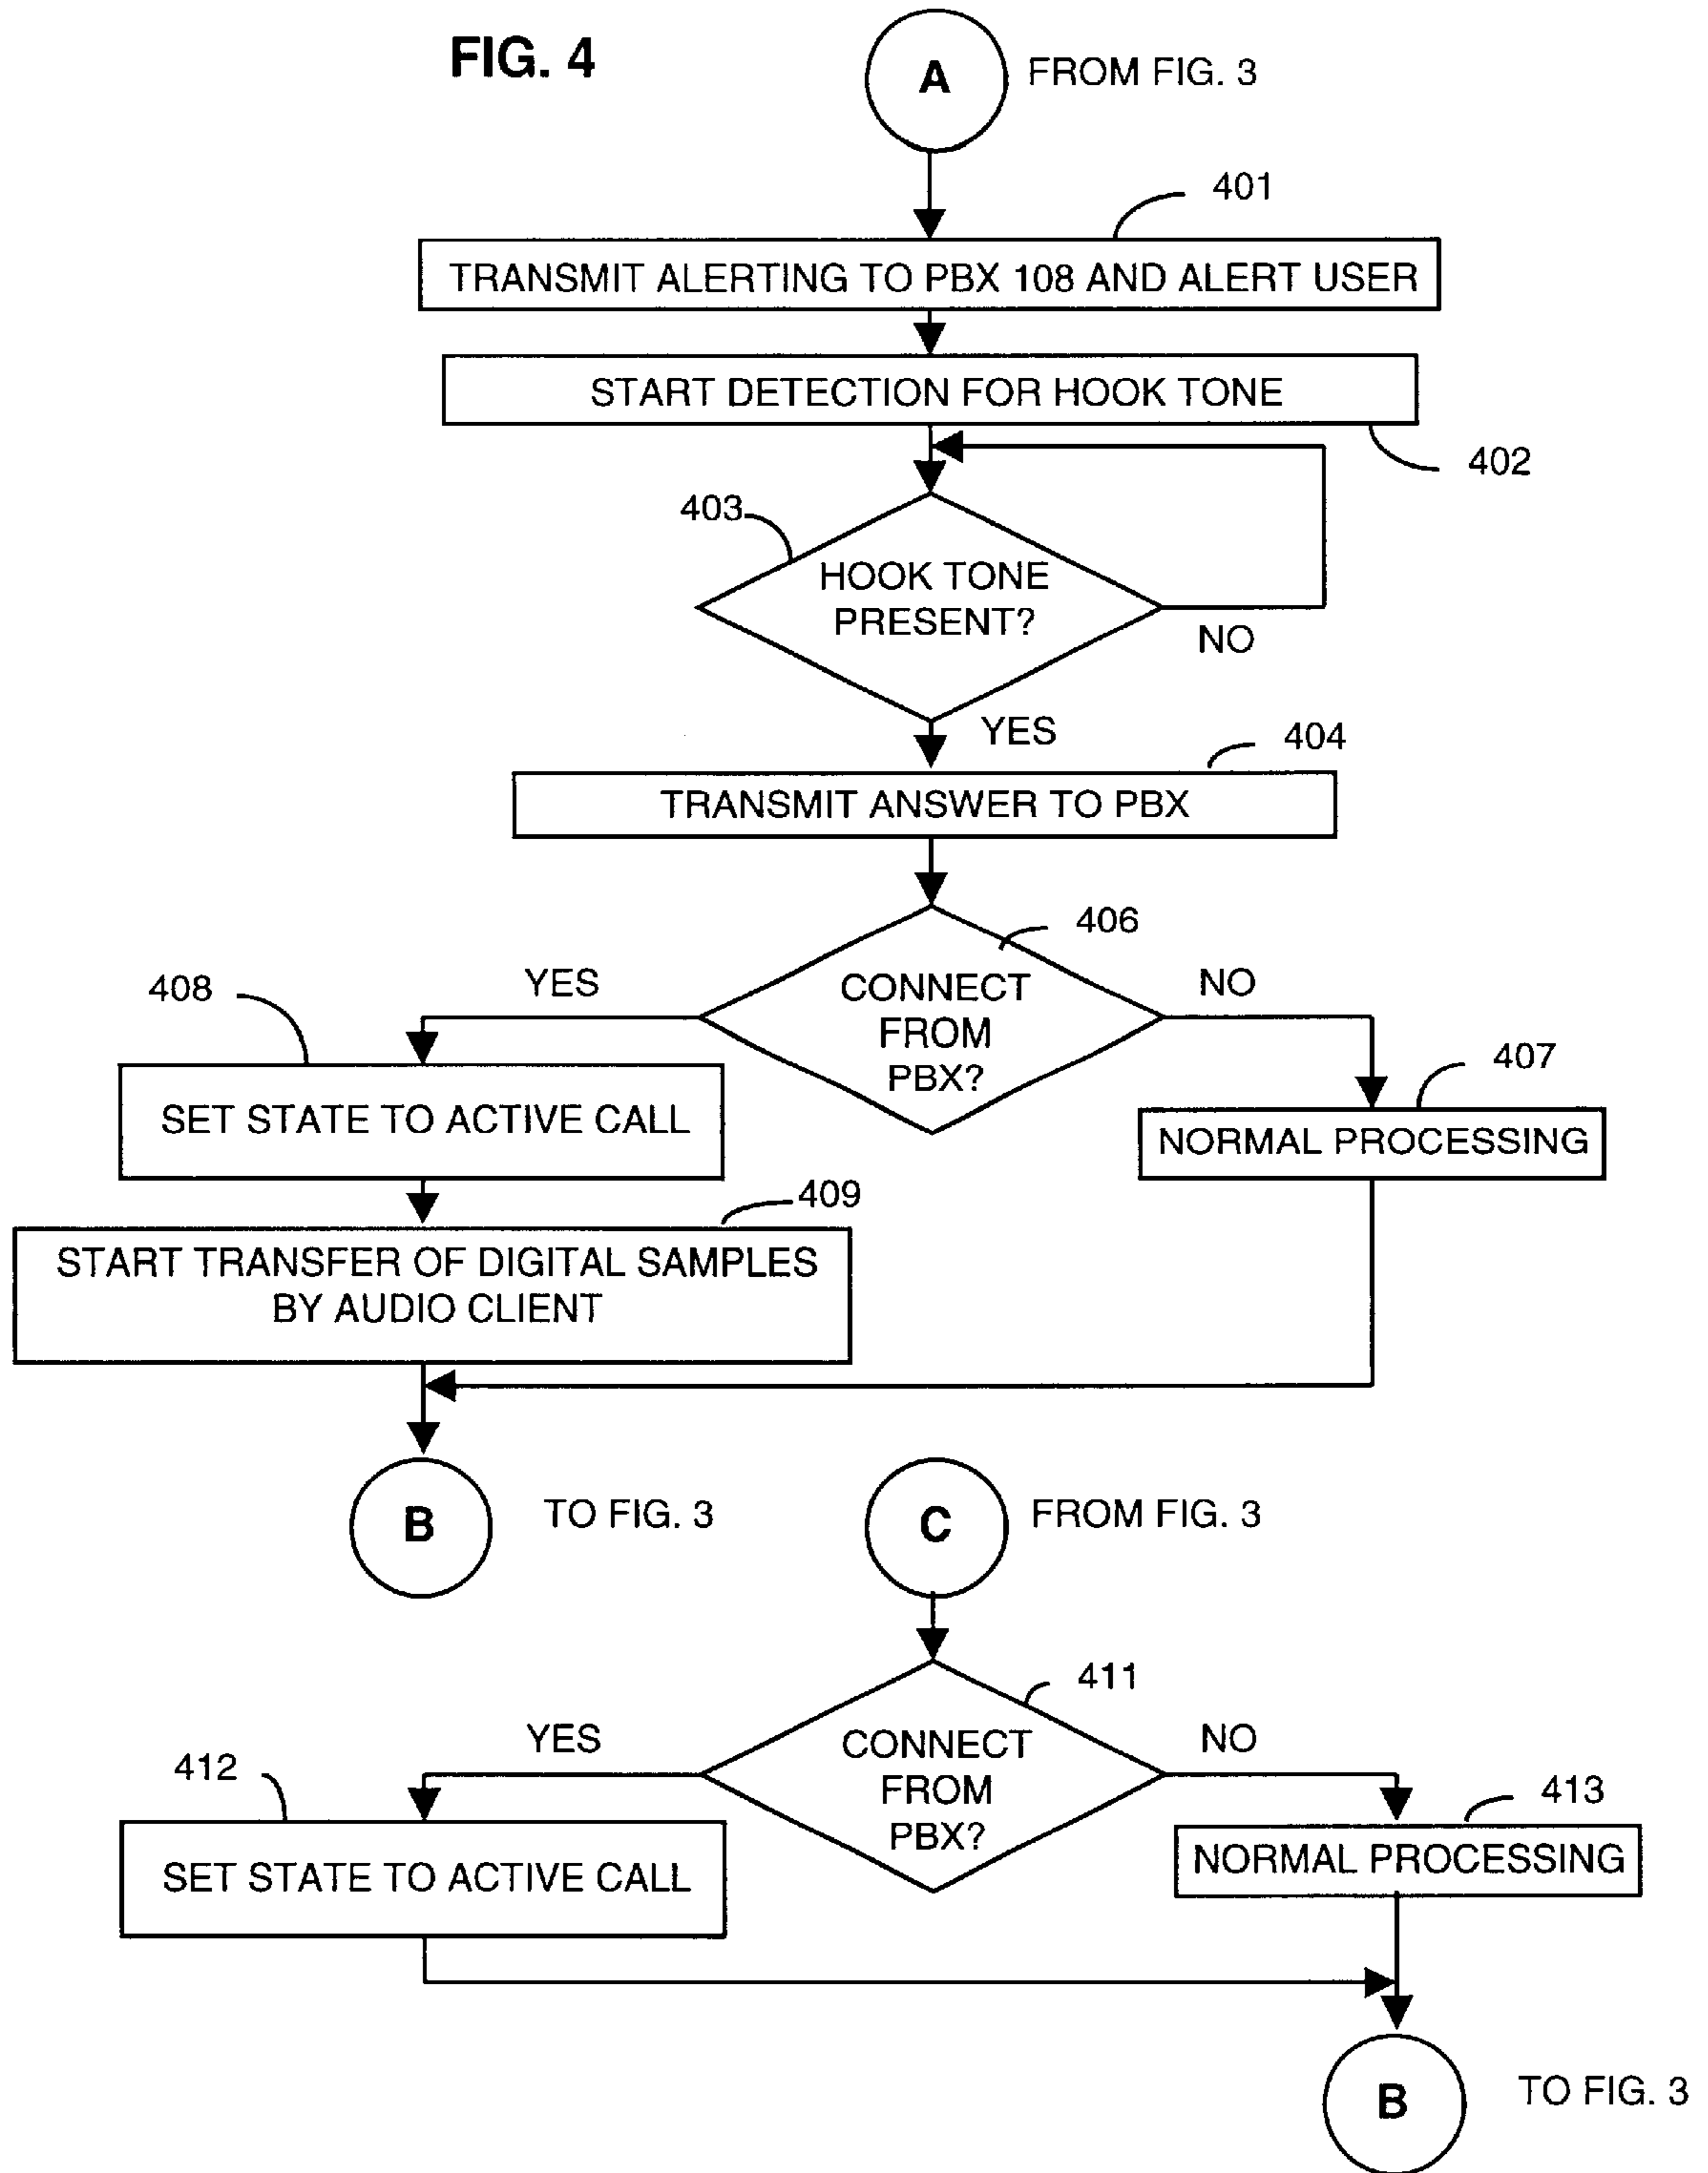 FIG. 4
A
FROM FIG. 3
401
TRANSMIT ALERTING TO PBX 108 AND ALERT USER
START DETECTION FOR HOOK TONE
402
403
HOOK TONE
PRESENT?
NO
YES
404
TRANSMIT ANSWER TO PBX
406
CONNECT
FROM
PBX?
YES
NO
408
SET STATE TO ACTIVE CALL
407
NORMAL PROCESSING
409
START TRANSFER OF DIGITAL SAMPLES
BY AUDIO CLIENT
B
TO FIG. 3
C
FROM FIG. 3
411
CONNECT
FROM
PBX?
YES
NO
412
SET STATE TO ACTIVE CALL
413
NORMAL PROCESSING
B
TO FIG. 3